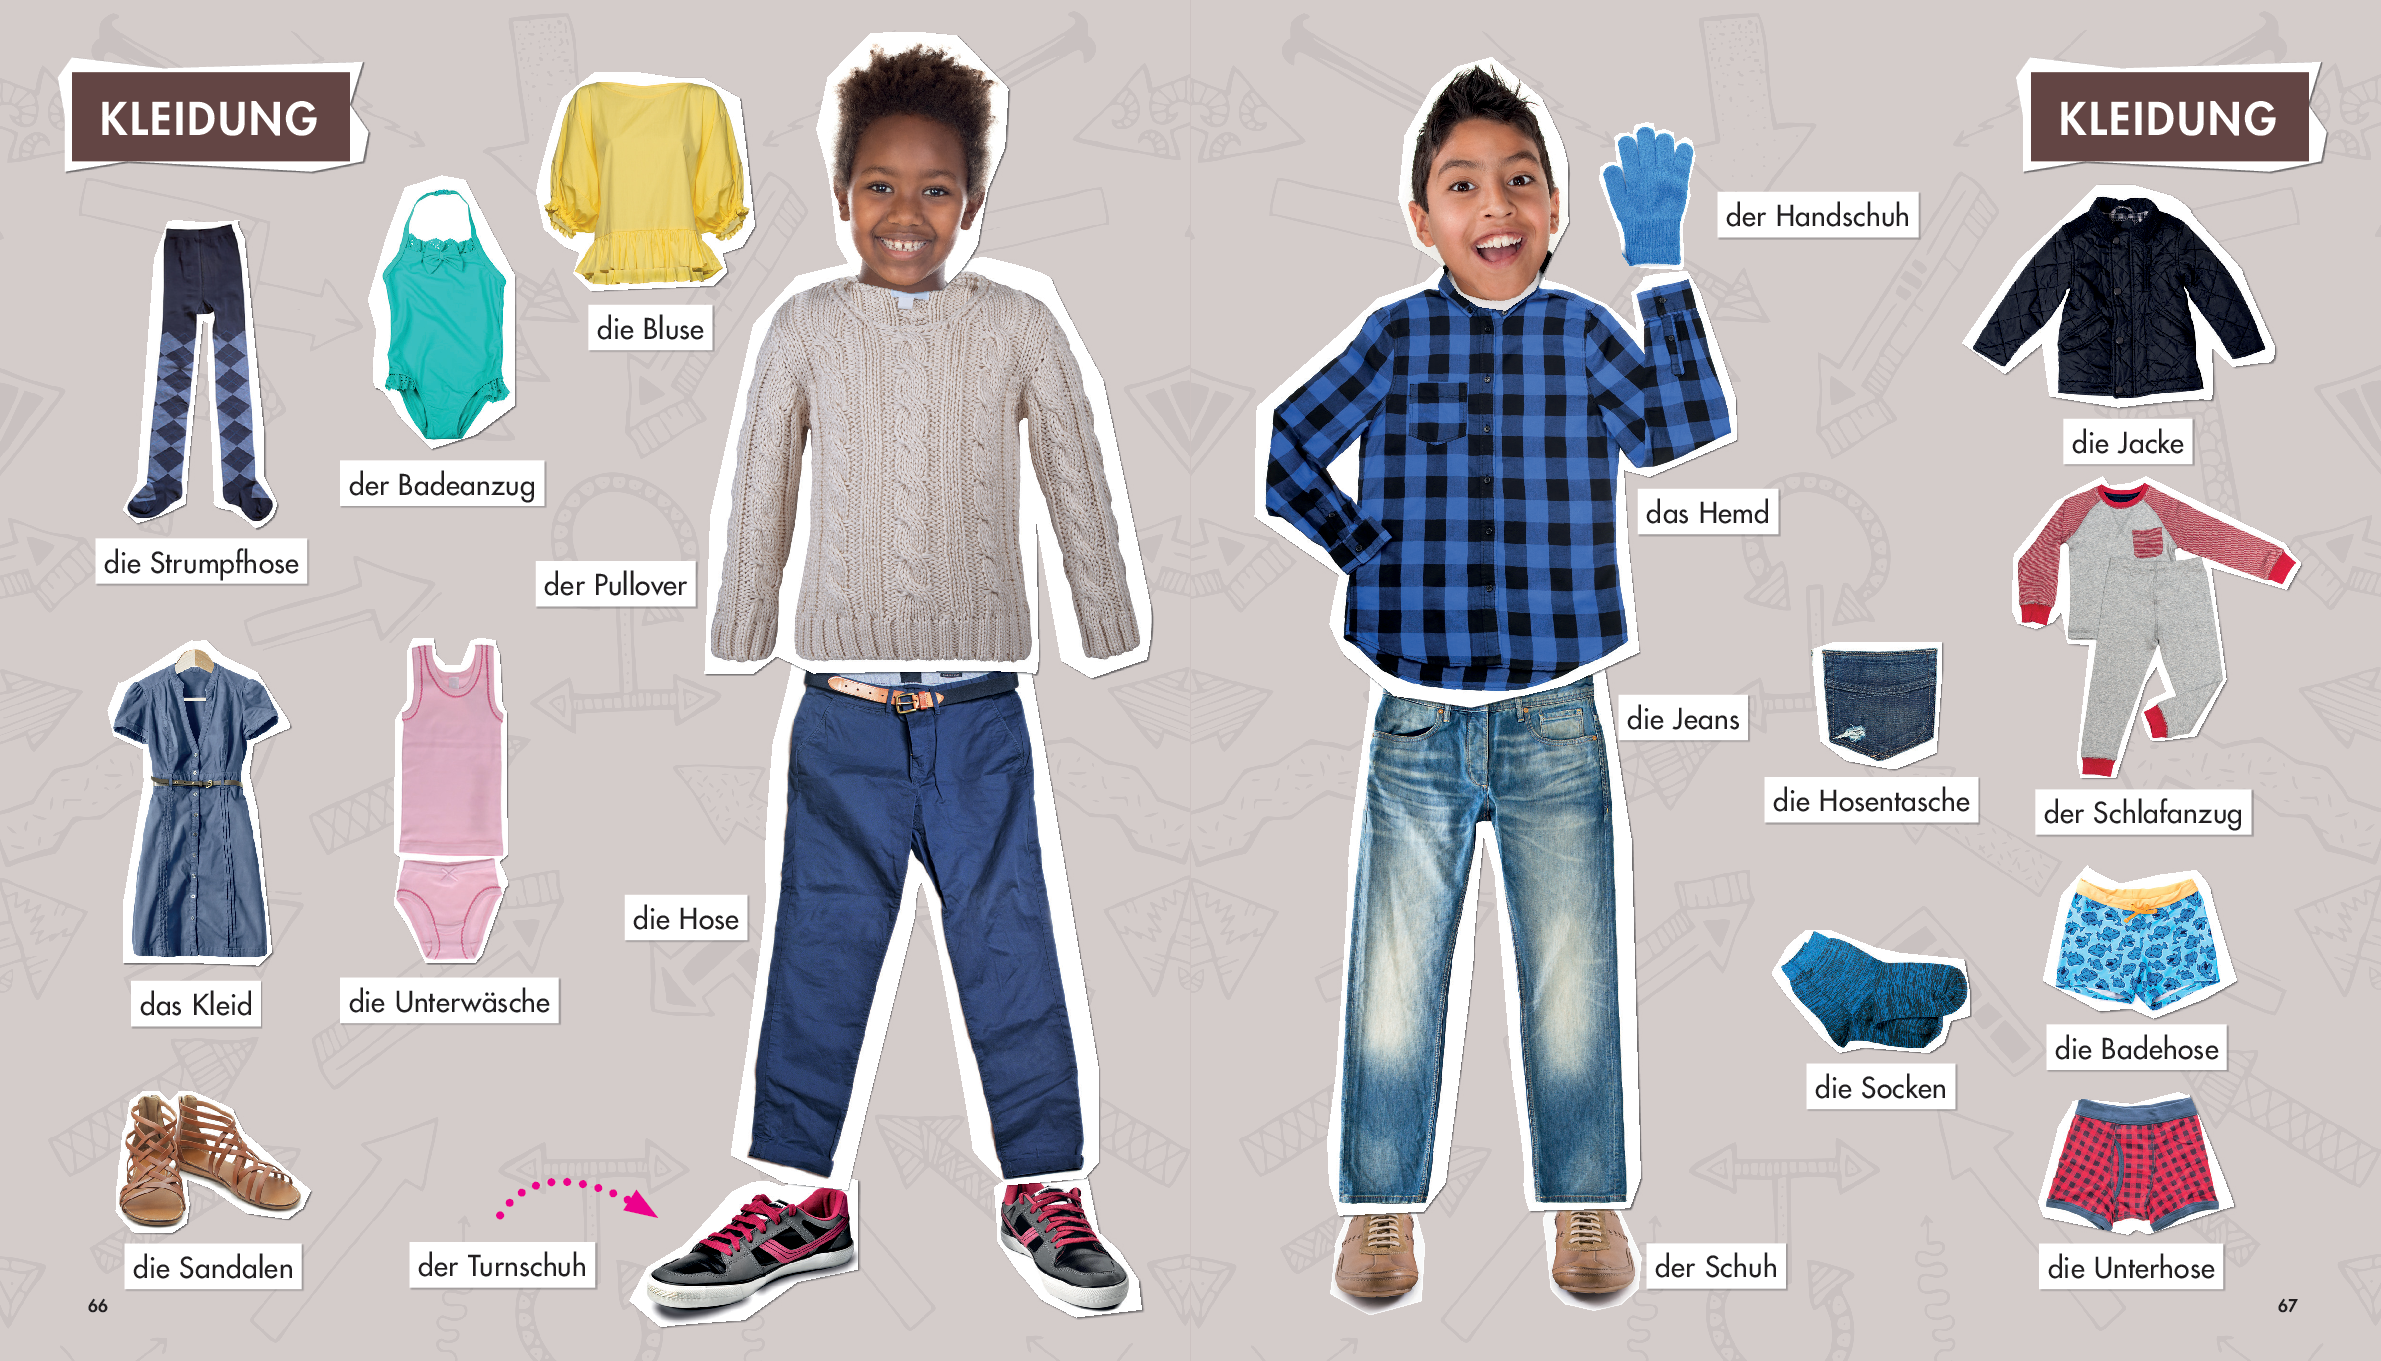 KLEIDUNG
die Bluse
der Badeanzug
die Strumpfhose
der Pullover
die Hose
das Kleid
die Unterwäsche
die Sandalen
der Turnschuh
66
KLEIDUNG
der Handschuh
die Jacke
das Hemd
die Jeans
die Hosentasche
der Schlafanzug
die Socken
die Badehose
der Schuh
die Unterhose
67